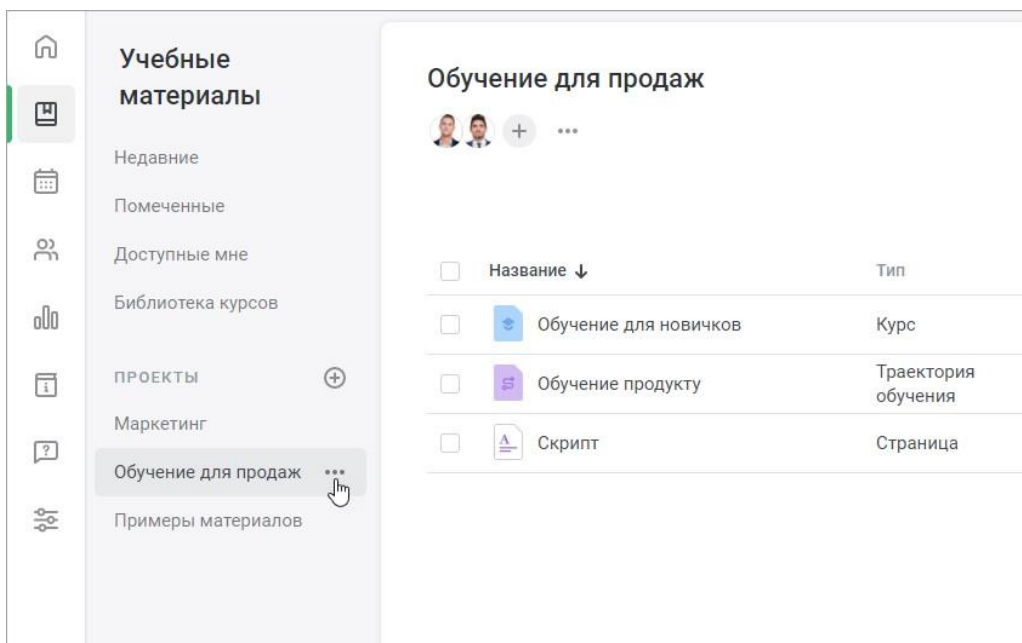 Учебные
материалы
Недавние
Помеченные
Доступные мне
Библиотека курсов
ПРОЕКТЫ
Маркетинг
Обучение для продаж
Примеры материалов
Обучение для продаж
Название Тип
Обучение для новичков Курс
Обучение продукту Траектория
обучения
Скрипт Страница